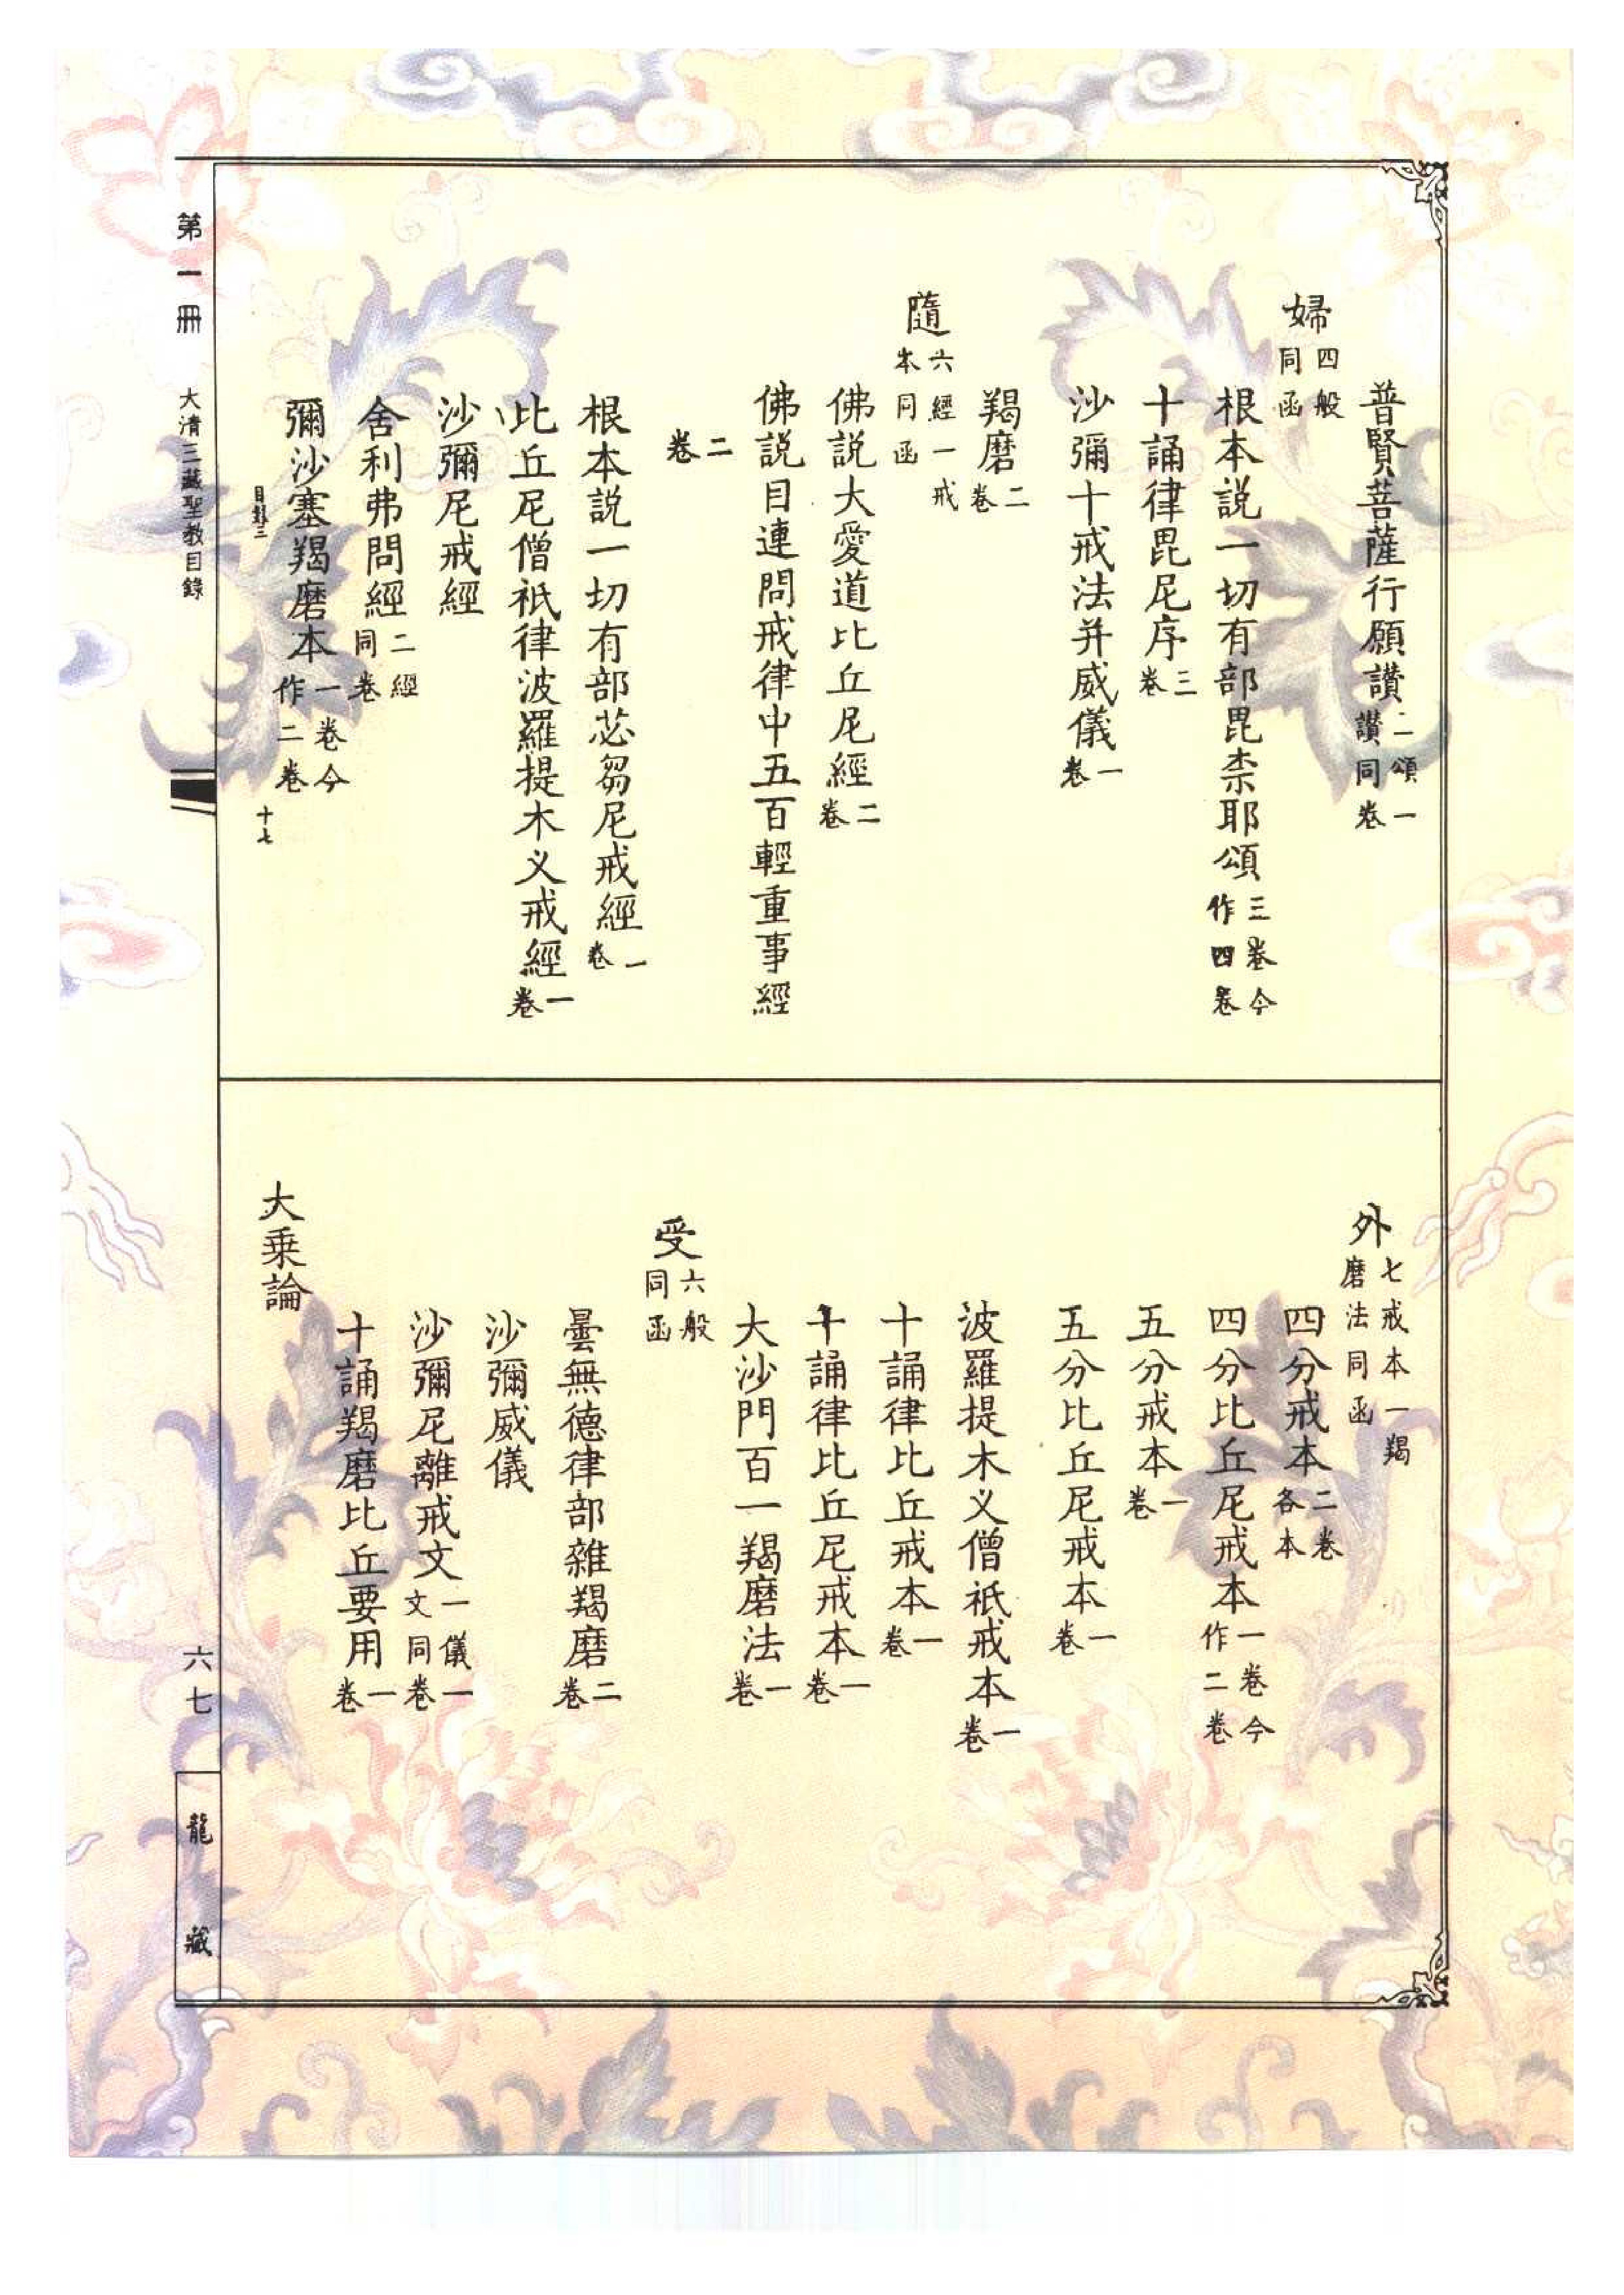 普賢菩薩行願讚二頌一讚同卷
婦四般同函
根本説一切有部毘柰耶頌三卷今作四卷
十誦律毘尼序三卷
沙彌十戒法并威儀一卷
羯磨二卷
隨六經一戒本同函
佛説大愛道比丘尼經二卷
佛説目連問戒律中五百輕重事經
二卷
根本説一切有部苾芻尼戒經一卷
比丘尼僧祇律波羅提木义戒經一卷
沙彌尼戒經
舍利弗問經二經同卷
彌沙塞羯磨本一卷今作二卷
目録三 十七
外七戒本一羯磨法同函
四分戒本二卷各本
四分比丘尼戒本一卷今作二卷
五分戒本一卷
五分比丘尼戒本一卷
波羅提木义僧祇戒本一卷
十誦律比丘戒本一卷
十誦律比丘尼戒本一卷
大沙門百一羯磨法一卷
受六般同函
曇無德律部雜羯磨二卷
沙彌威儀
沙彌尼離戒文一儀一文同卷
十誦羯磨比丘要用一卷
大乗論
第一冊 大清三藏聖教目錄 六七 龍藏